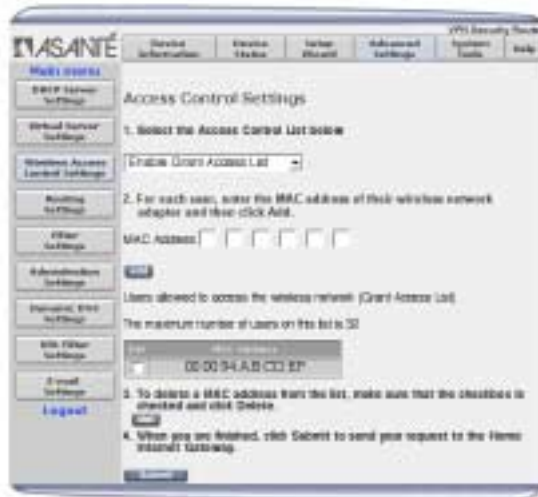 VPN Security Router
ASANTÉ
Device Information
Device Status
Setup Wizard
Advanced Settings
System Tools
Help
Main menu
DHCP Server Settings
Virtual Server Settings
Wireless Access Control Settings
Routing Settings
Filter Settings
Administration Settings
Dynamic DNS Settings
URL Filter Settings
E-mail Settings
Logout
Access Control Settings
1. Select the Access Control List below
Enable Grant Access List
2. For each user, enter the MAC address of their wireless network
adapter and then click Add.
MAC Address
Add
Users allowed to access the wireless network (Grant Access List)
The maximum number of users on this list is 32
MAC Address
00:00:94:AB:CD:EF
3. To delete a MAC address from the list, make sure that the checkbox is
checked and click Delete.
4. When you are finished, click Submit to send your request to the Home
Internet Gateway.
Submit